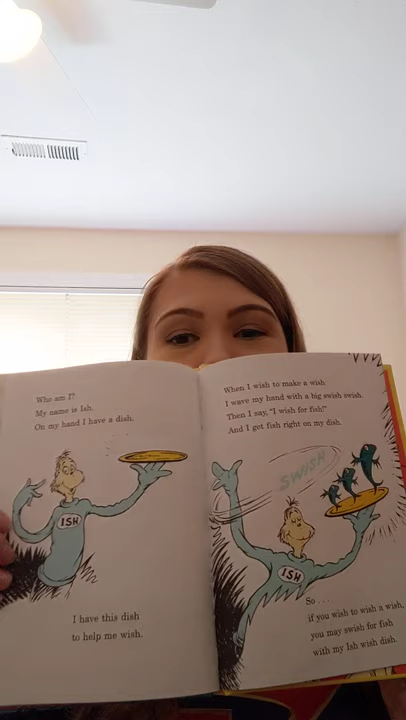 Who am I?
My name is Ish.
On my hand I have a dish.
ISH
I have this dish
to help me wish.
When I wish to make a wish
I wave my hand with a big swish swish.
Then I say, "I wish for fish!"
And I get fish right on my dish.
SWISH
ISH
So . . .
if you wish to wish a wish,
you may swish for fish
with my Ish wish dish.